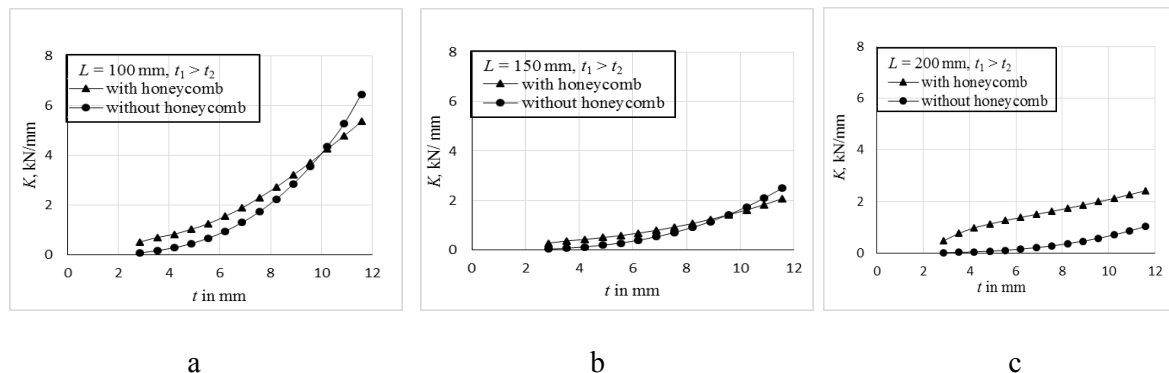 L = 100 mm, t₁ > t₂
with honeycomb
without honeycomb
K, kN/mm
8
6
4
2
0
0 2 4 6 8 10 12
t in mm
a
L = 150 mm, t₁ > t₂
with honeycomb
without honeycomb
K, kN/ mm
8
6
4
2
0
0 2 4 6 8 10 12
t in mm
b
L = 200 mm, t₁ > t₂
with honeycomb
without honeycomb
K, kN/mm
8
6
4
2
0
0 2 4 6 8 10 12
t in mm
c